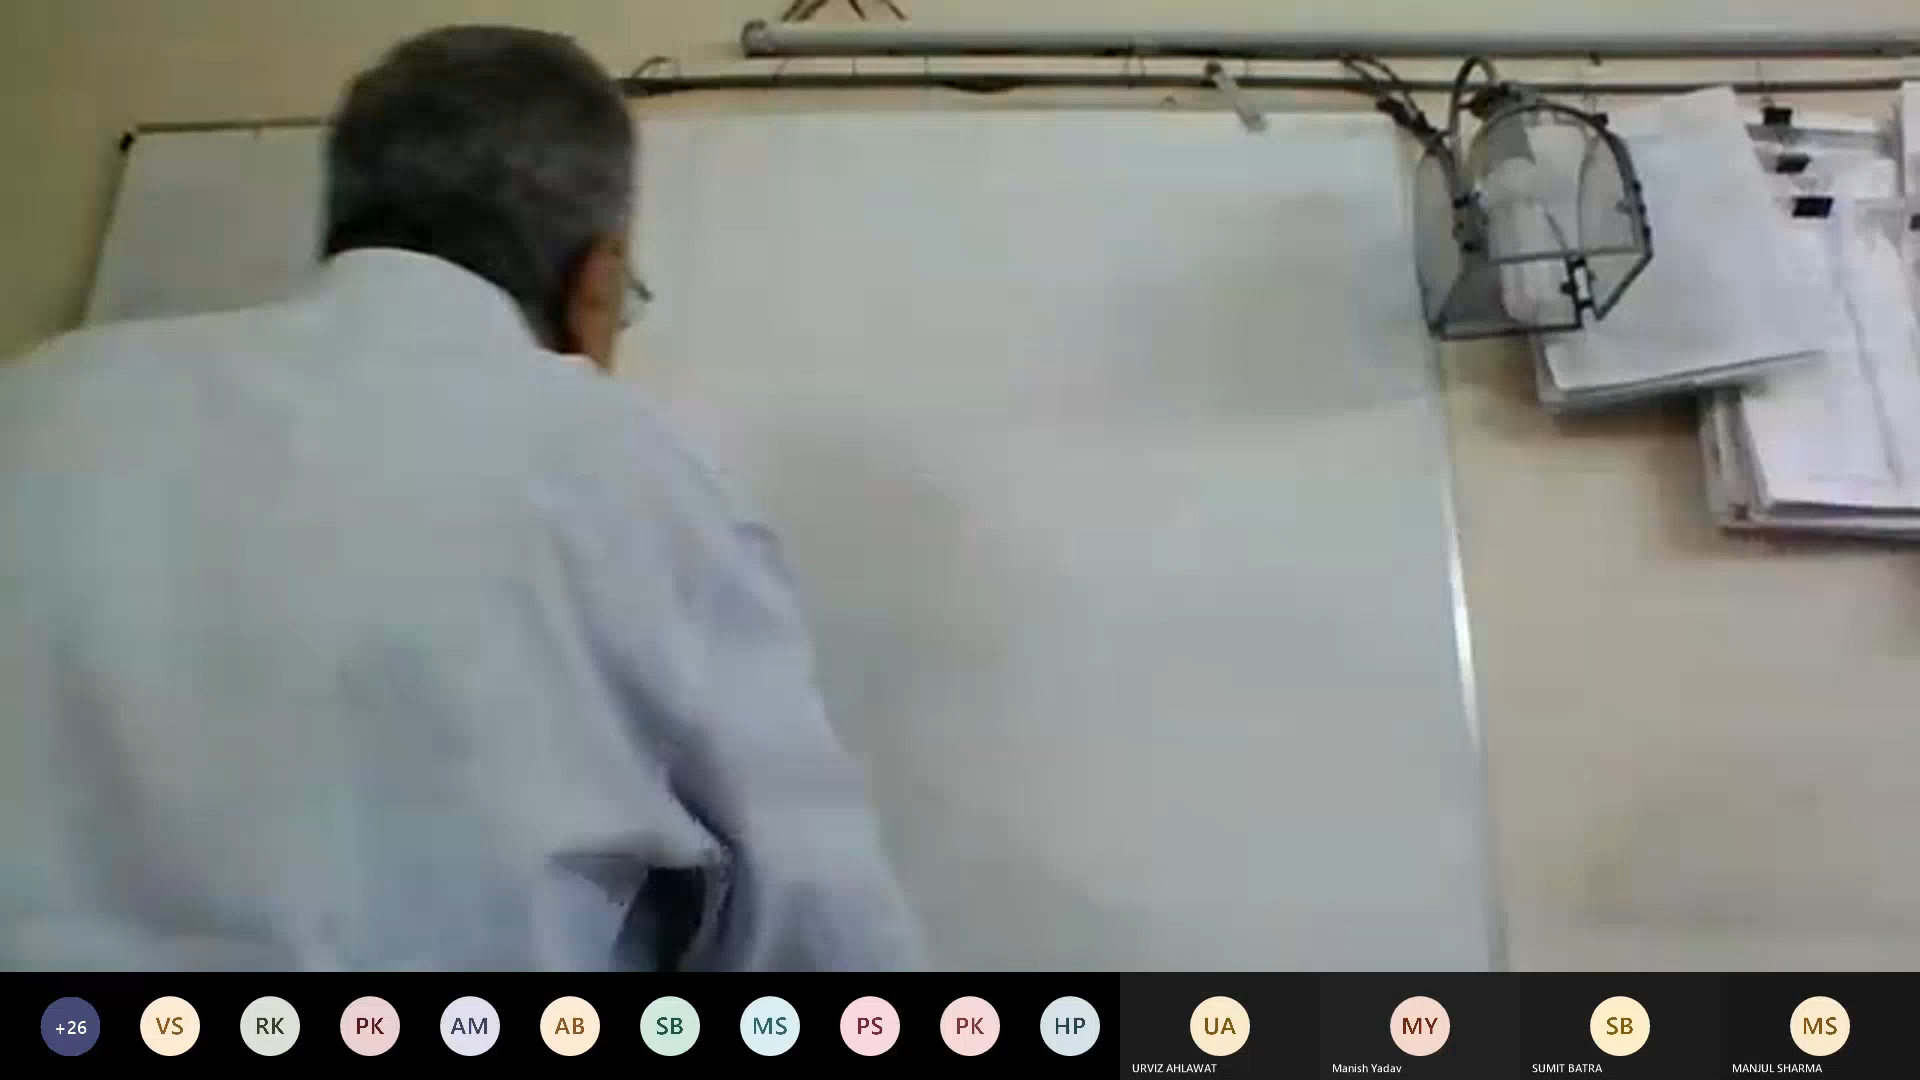 +26
VS
RK
PK
AM
AB
SB
MS
PS
PK
HP
UA
MY
SB
MS
URVIZ AHLAWAT
Manish Yadav
SUMIT BATRA
MANJUL SHARMA